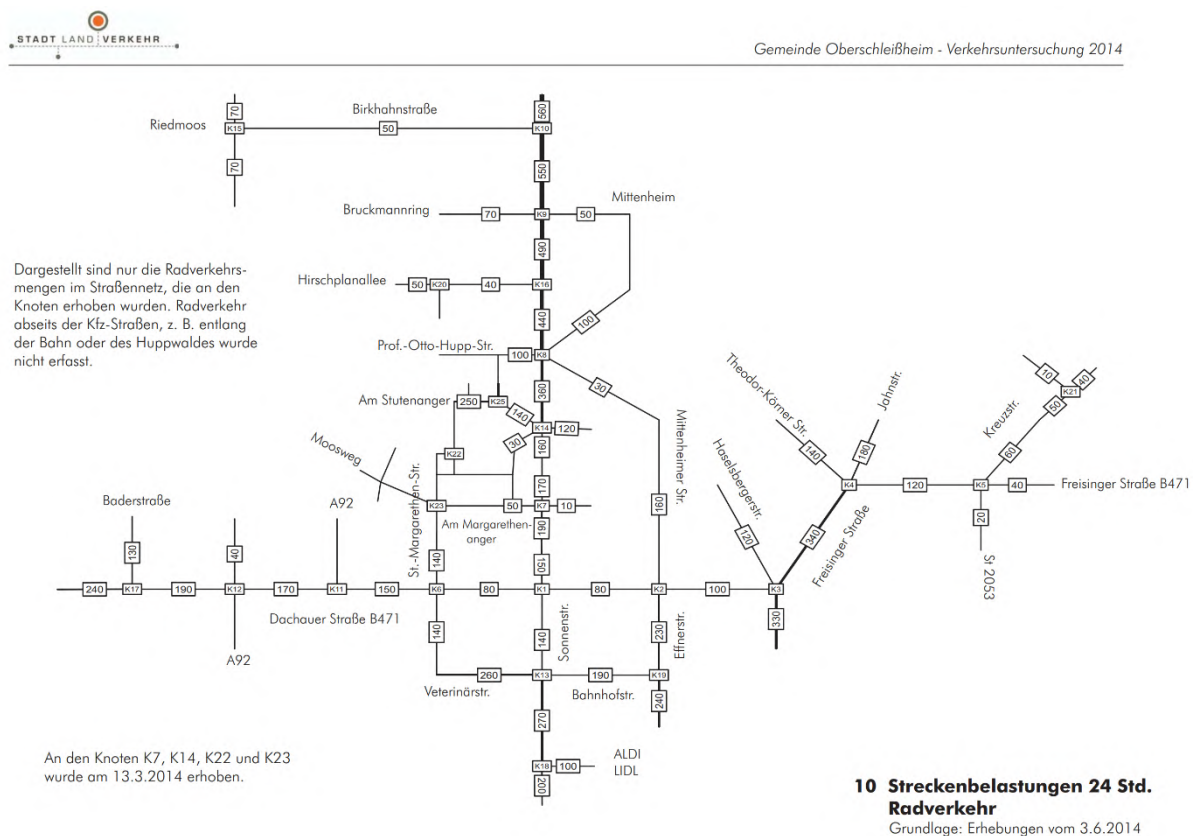 STADT LAND VERKEHR
Gemeinde Oberschleißheim - Verkehrsuntersuchung 2014
70
Birkhahnstraße
560
Riedmoos
K15
50
K10
70
550
Mittenheim
Bruckmannring
70
K9
50
490
Dargestellt sind nur die Radverkehrs-
mengen im Straßennetz, die an den
Knoten erhoben wurden. Radverkehr
abseits der Kfz-Straßen, z. B. entlang
der Bahn oder des Huppwaldes wurde
nicht erfasst.
Hirschplanallee
50
K20
40
K16
440
100
Prof.-Otto-Hupp-Str.
100
K8
360
30
Am Stutenanger
250
K25
140
K14
120
30
160
Moosweg
K22
St.-Margarethen-Str.
170
K23
50
K7
10
Am Margarethen-
anger
190
Mittenheimer Str.
160
Theodor-Körner Str.
140
Jahnstr.
180
Haselsbergerstr.
120
K4
120
K5
40
Freisinger Straße B471
Kreuzstr.
60
50
10
K21
40
20
St 2053
340
Freisinger Straße
Baderstraße
A92
130
40
140
150
240
K17
190
K12
170
K11
150
K6
80
K1
80
K2
100
K3
Dachauer Straße B471
330
A92
140
140
Sonnenstr.
230
Effnerstr.
260
K13
190
K19
Veterinärstr.
Bahnhofstr.
240
270
An den Knoten K7, K14, K22 und K23
wurde am 13.3.2014 erhoben.
K18
100
ALDI
LIDL
200
10 Streckenbelastungen 24 Std.
Radverkehr
Grundlage: Erhebungen vom 3.6.2014